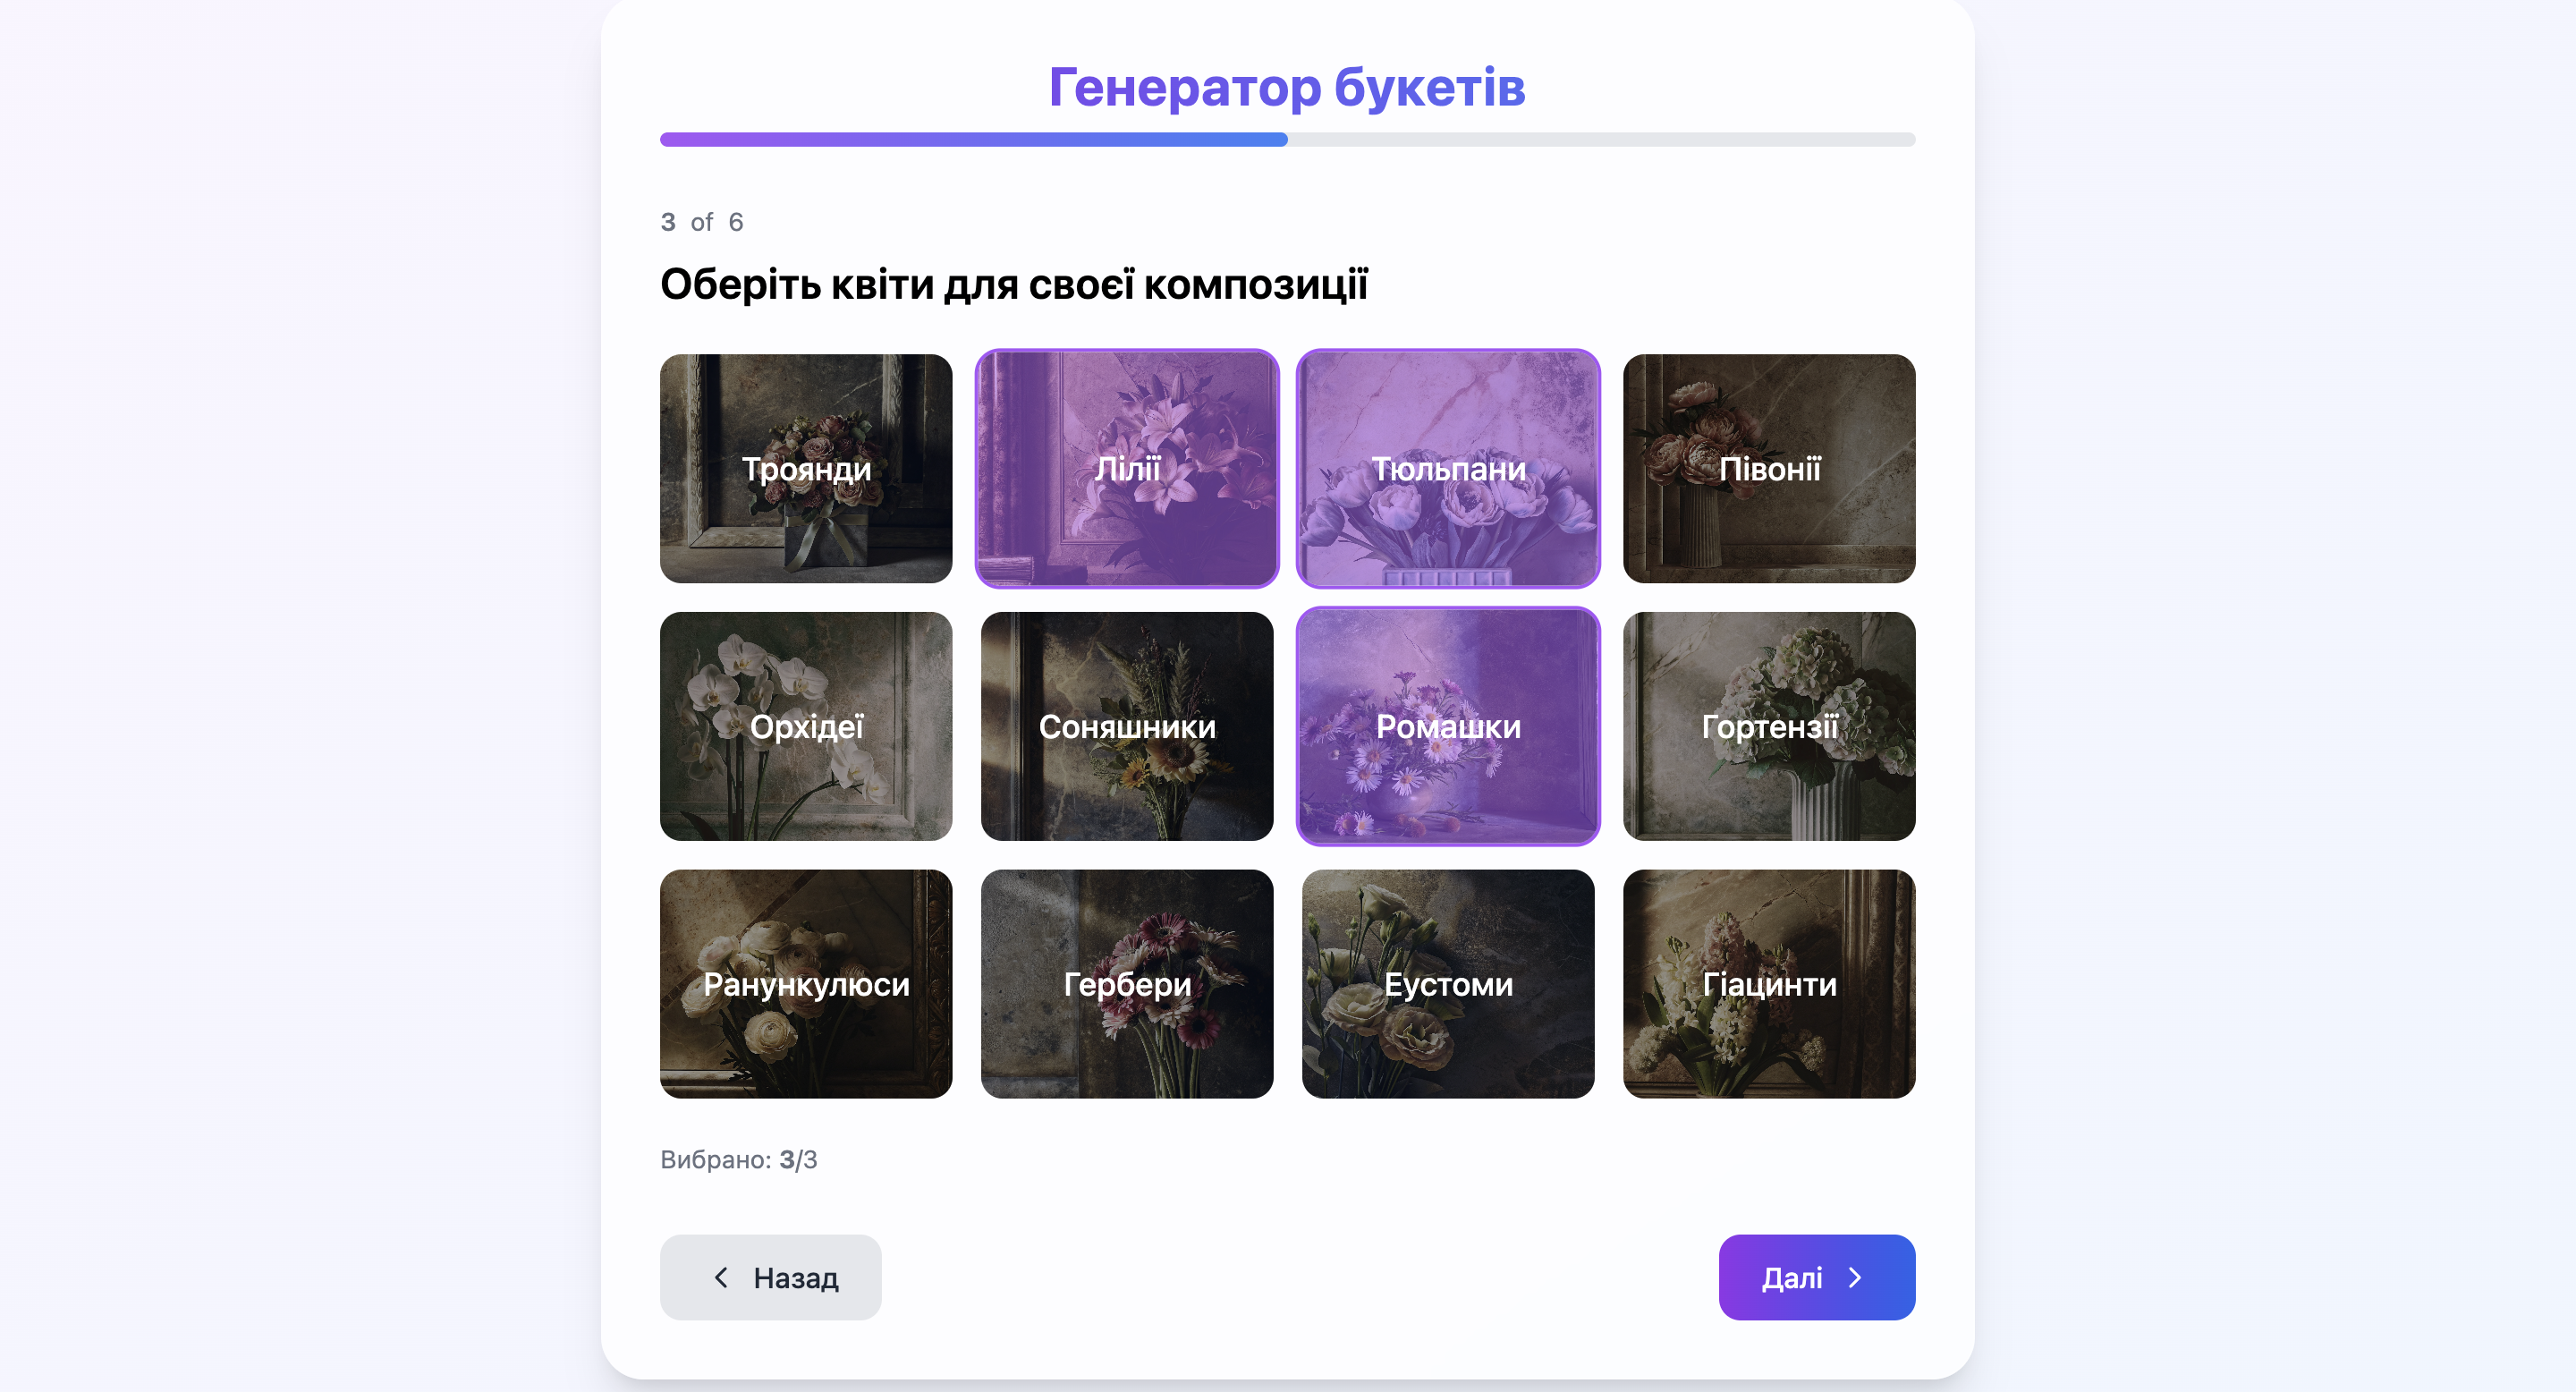 Генератор букетів
3 of 6
Оберіть квіти для своєї композиції
Троянди Лілії Тюльпани Півонії
Орхідеї Соняшники Ромашки Гортензії
Ранункулюси Гербери Еустоми Гіацинти
Вибрано: 3/3
Назад Далі